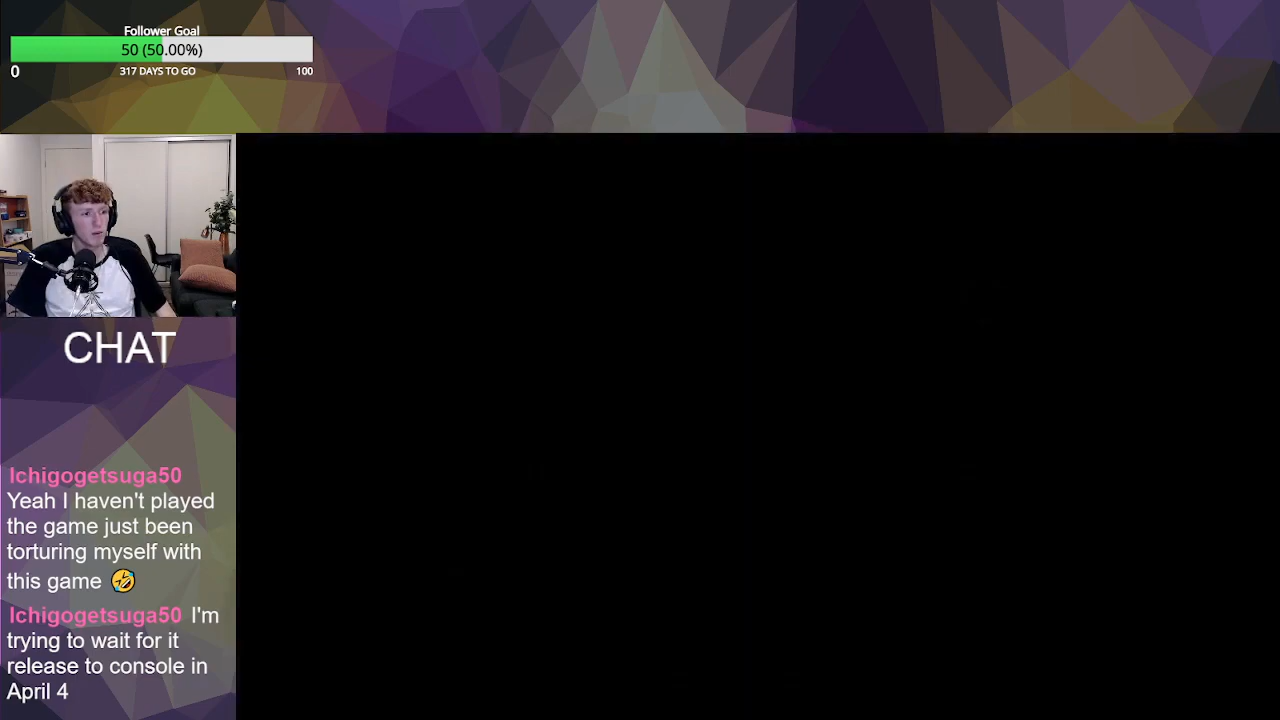 Follower Goal
50 (50.00%)
0 317 DAYS TO GO 100
CHAT
Ichigogetsuga50
Yeah I haven't played
the game just been
torturing myself with
this game 🤣
Ichigogetsuga50 I'm
trying to wait for it
release to console in
April 4